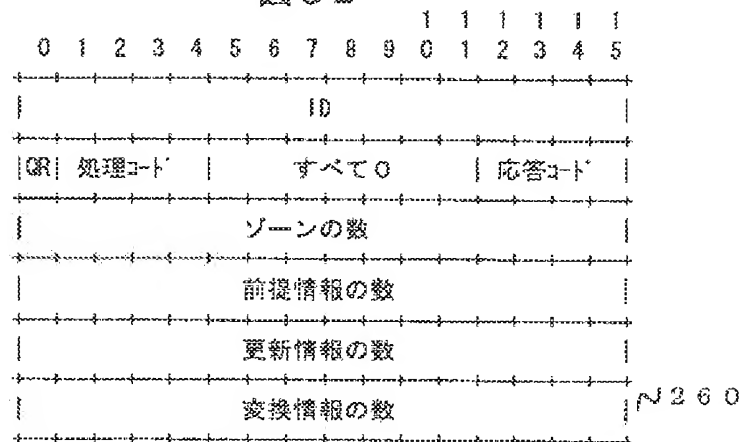 1 1 1 1 1 1
0 1 2 3 4 5 6 7 8 9 0 1 2 3 4 5
ID
|QR| 処理コード | すべて0 | 応答コード |
ゾーンの数
前提情報の数
更新情報の数
変換情報の数
260